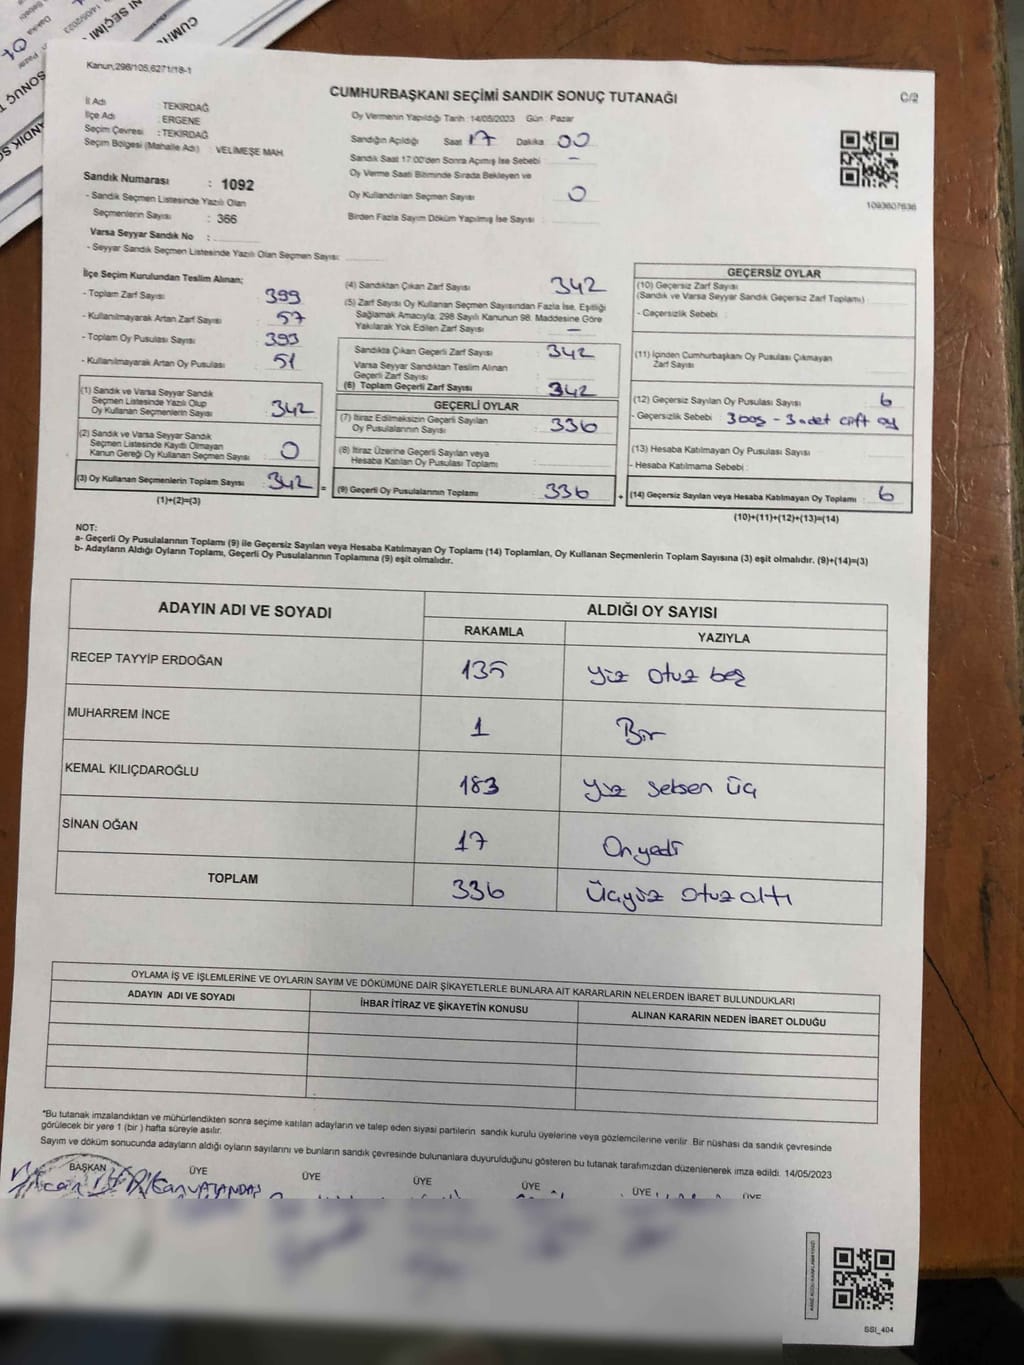 Kanun,298/105,6271/18-1
CUMHURBAŞKANI SEÇİMİ SANDIK SONUÇ TUTANAĞI
C/2
İl Adı : TEKİRDAĞ
İlçe Adı : ERGENE
Seçim Çevresi : TEKİRDAĞ
Seçim Bölgesi (Mahalle Adı) : VELİMEŞE MAH
Sandık Numarası : 1092
- Sandık Seçmen Listesinde Yazılı Olan
Seçmenlerin Sayısı : 366
Varsa Seyyar Sandık No :
- Seyyar Sandık Seçmen Listesinde Yazılı Olan Seçmen Sayısı:
Oy Vermenin Yapıldığı Tarih :14/05/2023 Gün : Pazar
Sandığın Açıldığı Saat 17 Dakika 00
Sandık Saat 17:00'den Sonra Açımış İse Sebebi -
Oy Verme Saati Bitiminde Sırada Bekleyen ve
Oy Kullandırılan Seçmen Sayısı 0
Birden Fazla Sayım Döküm Yapılmış İse Sayısı
1093607636
İlçe Seçim Kurulundan Teslim Alınan;
- Toplam Zarf Sayısı : 399
- Kullanılmayarak Artan Zarf Sayısı : 57
- Toplam Oy Pusulası Sayısı : 393
- Kullanılmayarak Artan Oy Pusulası : 51
(1) Sandık ve Varsa Seyyar Sandık
Seçmen Listesinde Yazılı Olup
Oy Kullanan Seçmenlerin Sayısı : 342
(2) Sandık ve Varsa Seyyar Sandık
Seçmen Listesinde Kayıtlı Olmayan
Kanun Gereği Oy Kullanan Seçmen Sayısı : 0
(3) Oy Kullanan Seçmenlerin Toplam Sayısı : 342
(1)+(2)=(3)
(4) Sandıktan Çıkan Zarf Sayısı : 342
(5) Zarf Sayısı Oy Kullanan Seçmen Sayısından Fazla İse, Eşitliği
Sağlamak Amacıyla, 298 Sayılı Kanunun 98. Maddesine Göre
Yakılarak Yok Edilen Zarf Sayısı : -
Sandıkta Çıkan Geçerli Zarf Sayısı : 342
Varsa Seyyar Sandıktan Teslim Alınan
Geçerli Zarf Sayısı :
(6) Toplam Geçerli Zarf Sayısı : 342
GEÇERLİ OYLAR
(7) İtiraz Edilmeksizin Geçerli Sayılan
Oy Pusulalarının Sayısı : 336
(8) İtiraz Üzerine Geçerli Sayılan veya
Hesaba Katılan Oy Pusulası Toplamı :
= (9) Geçerli Oy Pusulalarının Toplamı : 336
GEÇERSİZ OYLAR
(10) Geçersiz Zarf Sayısı
(Sandık ve Varsa Seyyar Sandık Geçersiz Zarf Toplamı) :
- Geçersizlik Sebebi :
(11) İçinden Cumhurbaşkanı Oy Pusulası Çıkmayan
Zarf Sayısı :
(12) Geçersiz Sayılan Oy Pusulası Sayısı : 6
- Geçersizlik Sebebi : 3 boş - 3 adet çift oy
(13) Hesaba Katılmayan Oy Pusulası Sayısı :
- Hesaba Katılmama Sebebi :
+ (14) Geçersiz Sayılan veya Hesaba Katılmayan Oy Toplamı : 6
(10)+(11)+(12)+(13)=(14)
NOT:
a- Geçerli Oy Pusulalarının Toplamı (9) ile Geçersiz Sayılan veya Hesaba Katılmayan Oy Toplamı (14) Toplamları, Oy Kullanan Seçmenlerin Toplam Sayısına (3) eşit olmalıdır. (9)+(14)=(3)
b- Adayların Aldığı Oyların Toplamı, Geçerli Oy Pusulalarının Toplamına (9) eşit olmalıdır.
ADAYIN ADI VE SOYADI
ALDIĞI OY SAYISI
RAKAMLA YAZIYLA
RECEP TAYYİP ERDOĞAN 135 yüz otuz beş
MUHARREM İNCE 1 Bir
KEMAL KILIÇDAROĞLU 183 yüz seksen üç
SİNAN OĞAN 17 Onyedi
TOPLAM 336 Üçyüz otuz altı
OYLAMA İŞ VE İŞLEMLERİNE VE OYLARIN SAYIM VE DÖKÜMÜNE DAİR ŞİKAYETLERLE BUNLARA AİT KARARLARIN NELERDEN İBARET BULUNDUKLARI
ADAYIN ADI VE SOYADI İHBAR İTİRAZ VE ŞİKAYETİN KONUSU ALINAN KARARIN NEDEN İBARET OLDUĞU
*Bu tutanak imzalandıktan ve mühürlendikten sonra seçime katılan adayların ve talep eden siyasi partilerin sandık kurulu üyelerine veya gözlemcilerine verilir .Bir nüshası da sandık çevresinde
görülecek bir yere 1 (bir ) hafta süreyle asılır.
Sayım ve döküm sonucunda adayların aldığı oyların sayılarını ve bunların sandık çevresinde bulunanlara duyurulduğunu gösteren bu tutanak tarafımızdan düzenlenerek imza edildi. 14/05/2023
BAŞKAN ÜYE ÜYE ÜYE ÜYE ÜYE ÜYE
SSI_404